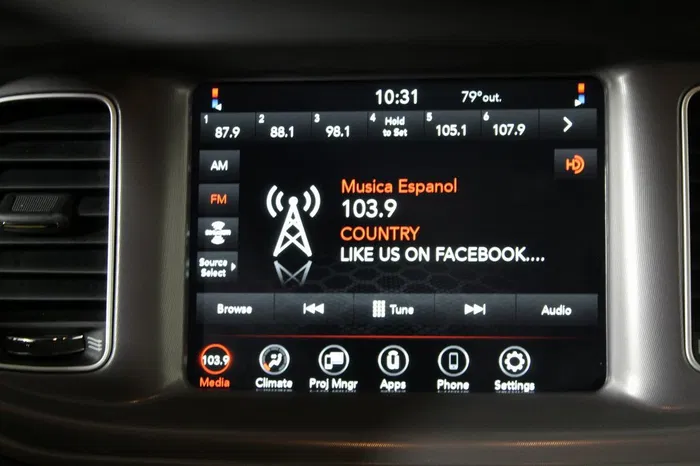 10:31 79° out.
1 87.9 2 88.1 3 98.1 4 Hold to Set 5 105.1 6 107.9
AM
HD
FM
Musica Espanol
103.9
COUNTRY
LIKE US ON FACEBOOK....
Source
Select
Browse Tune Audio
103.9
Media Climate Proj Mngr Apps Phone Settings